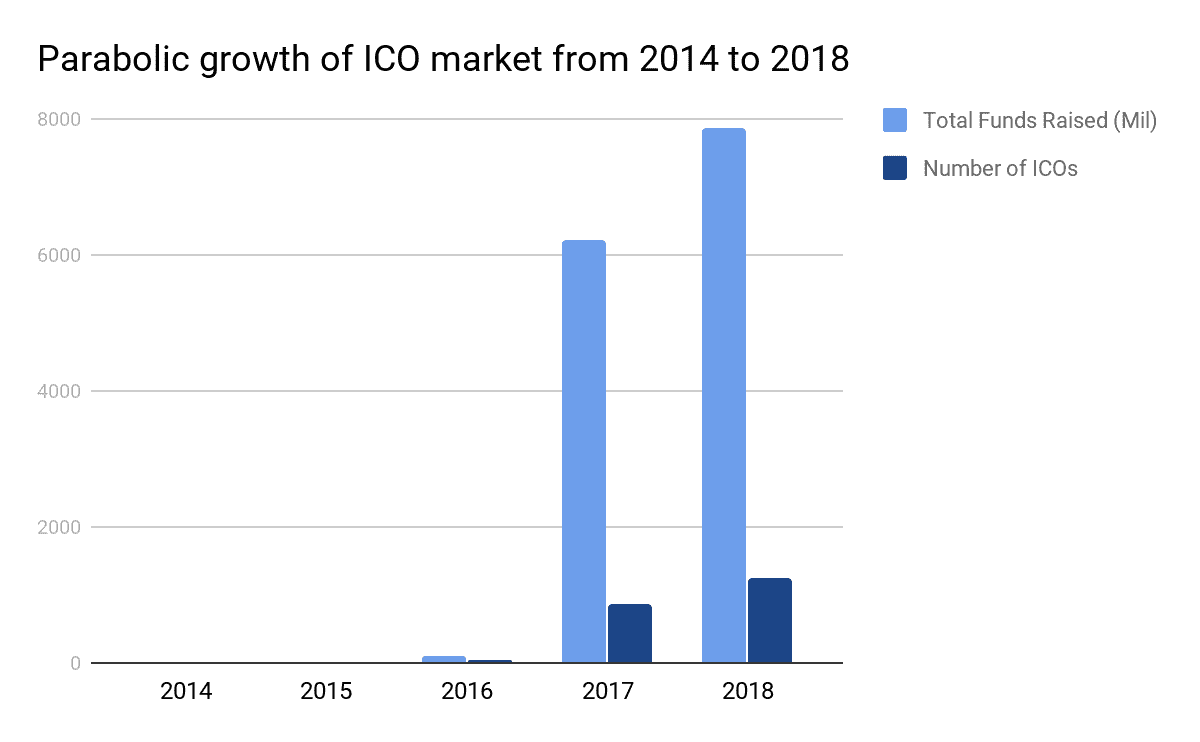 Parabolic growth of ICO market from 2014 to 2018
8000
Total Funds Raised (Mil)
Number of ICOs
6000
4000
2000
0
2014 2015 2016 2017 2018